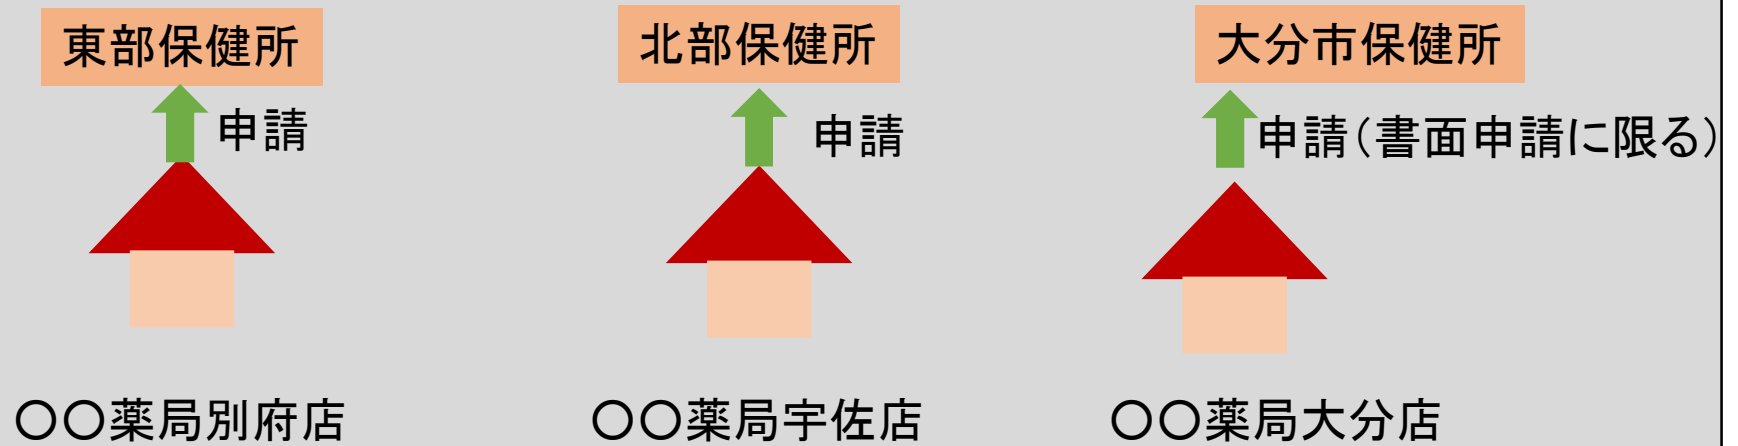 東部保健所
北部保健所
大分市保健所
申請
申請
申請（書面申請に限る）
〇〇薬局別府店
〇〇薬局宇佐店
〇〇薬局大分店